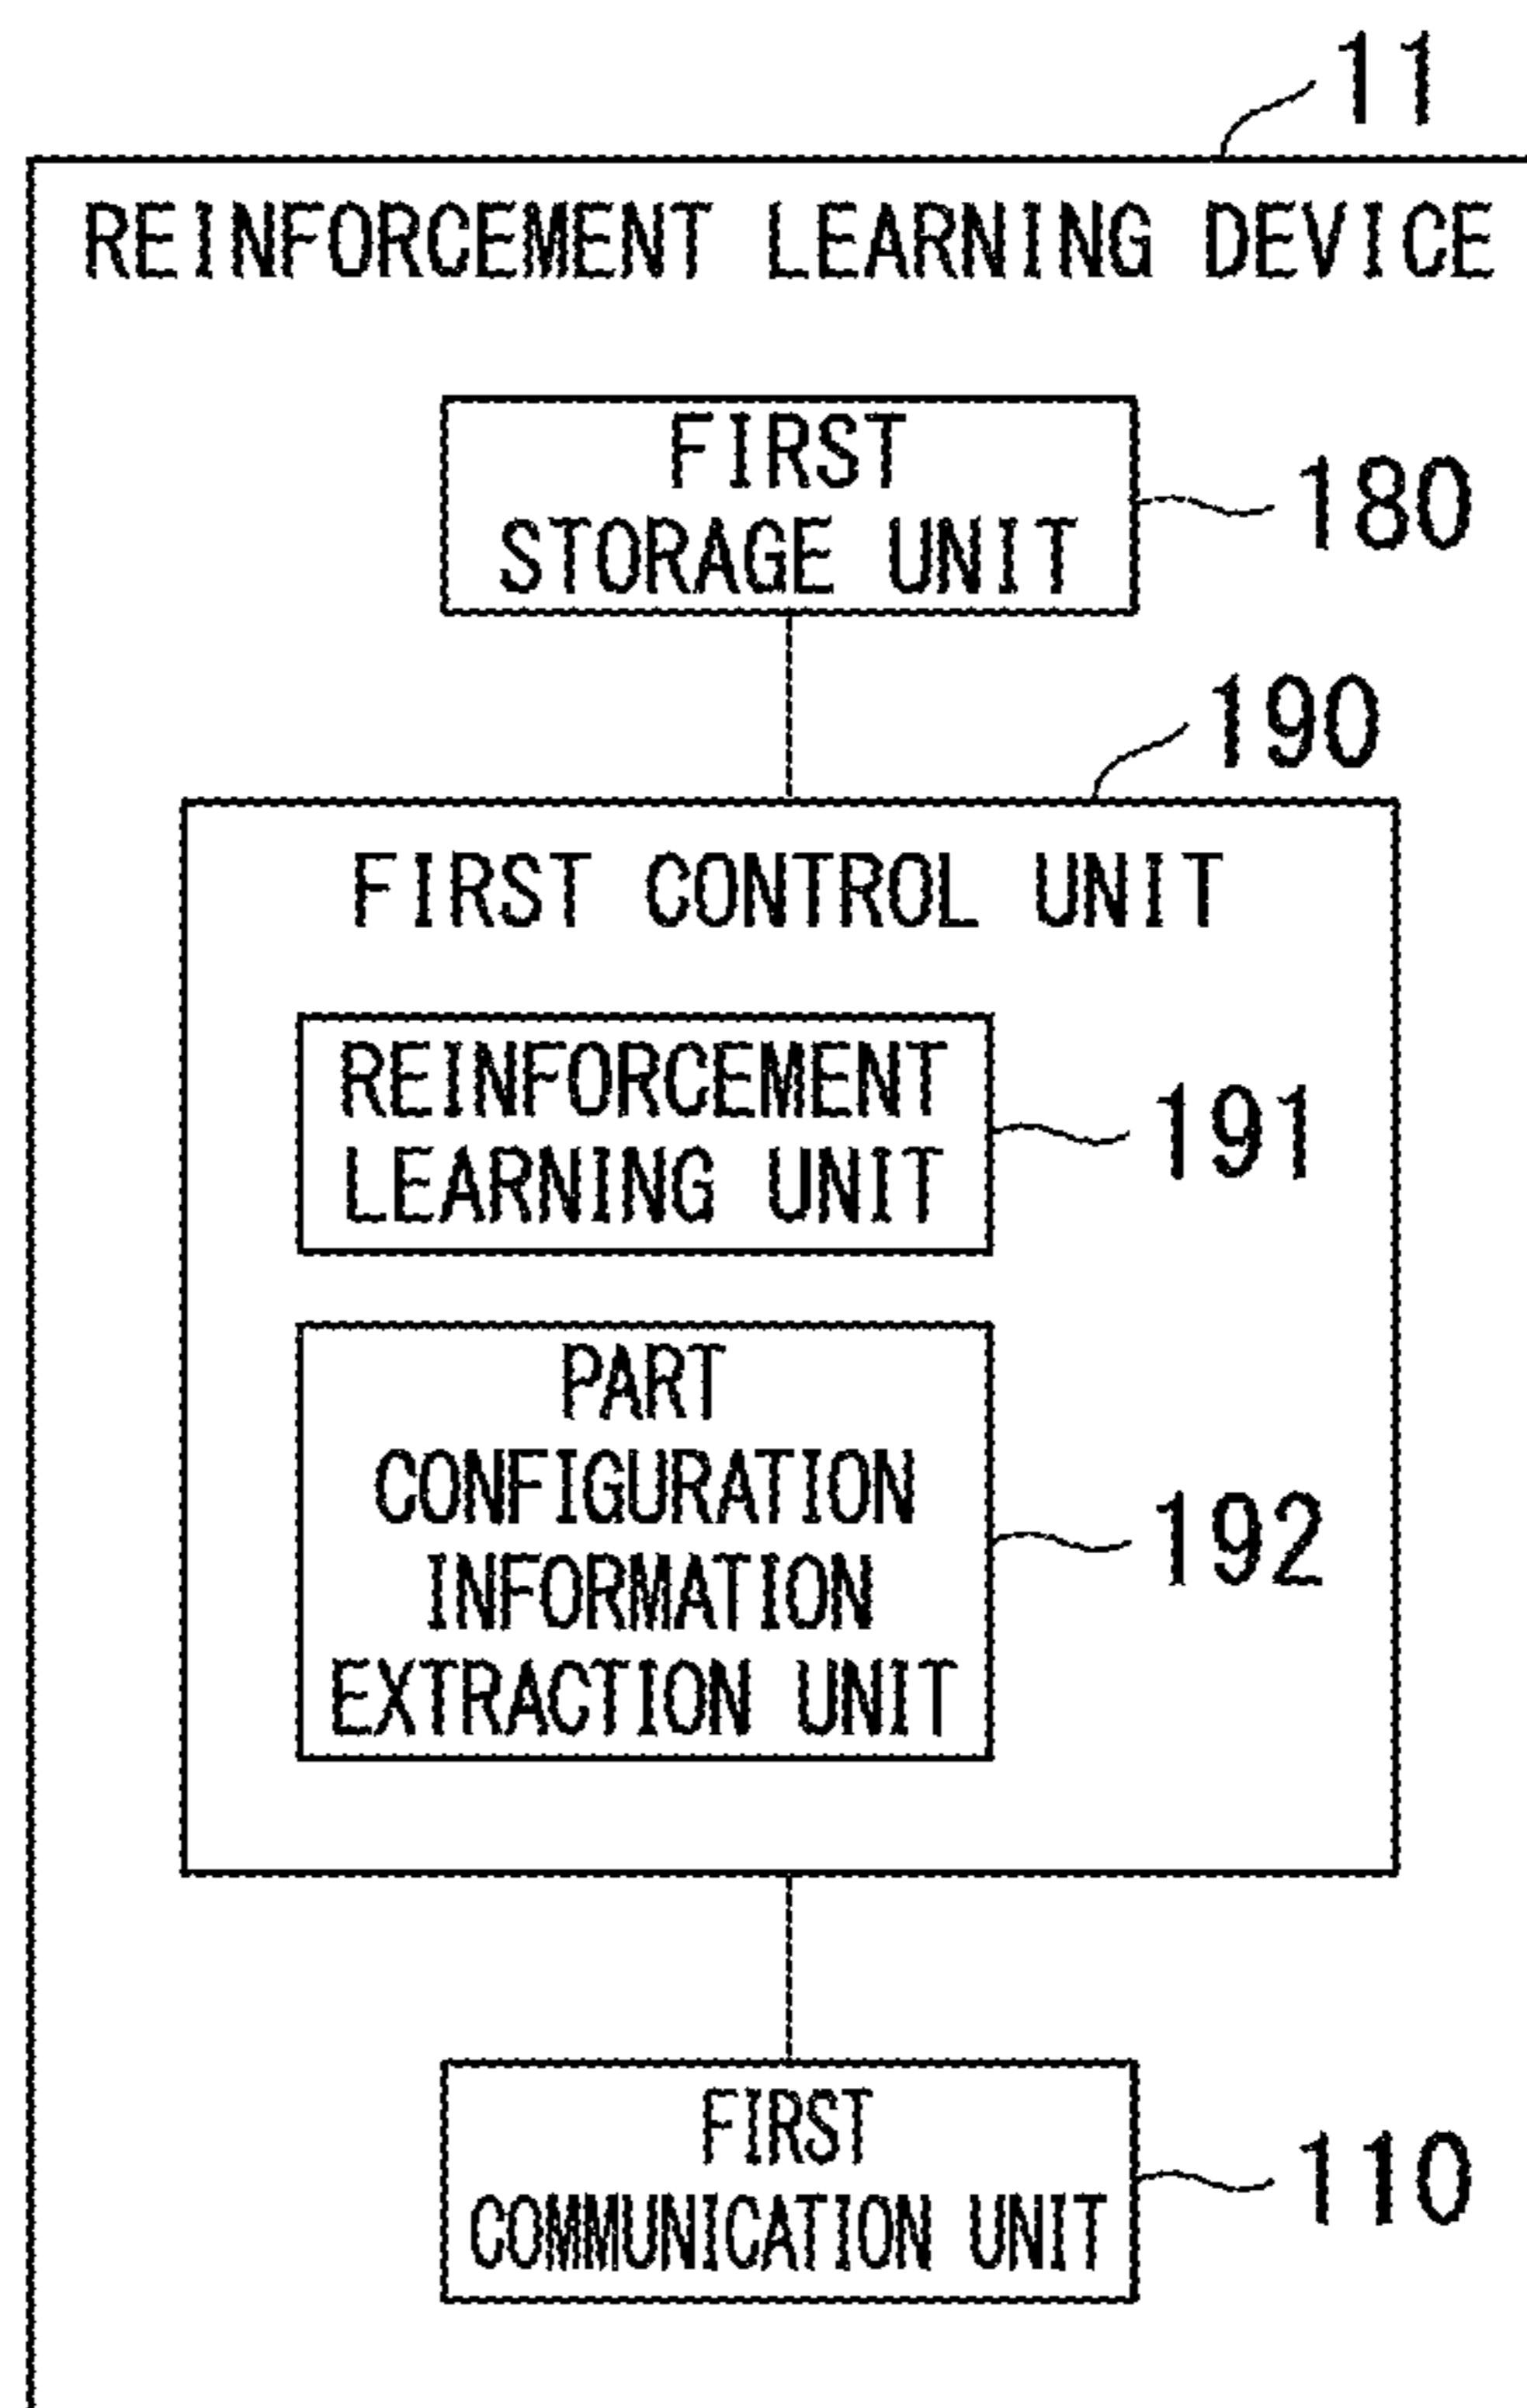 11
REINFORCEMENT LEARNING DEVICE
FIRST
STORAGE UNIT
180
190
FIRST CONTROL UNIT
REINFORCEMENT
LEARNING UNIT
191
PART
CONFIGURATION
INFORMATION
EXTRACTION UNIT
192
FIRST
COMMUNICATION UNIT
110